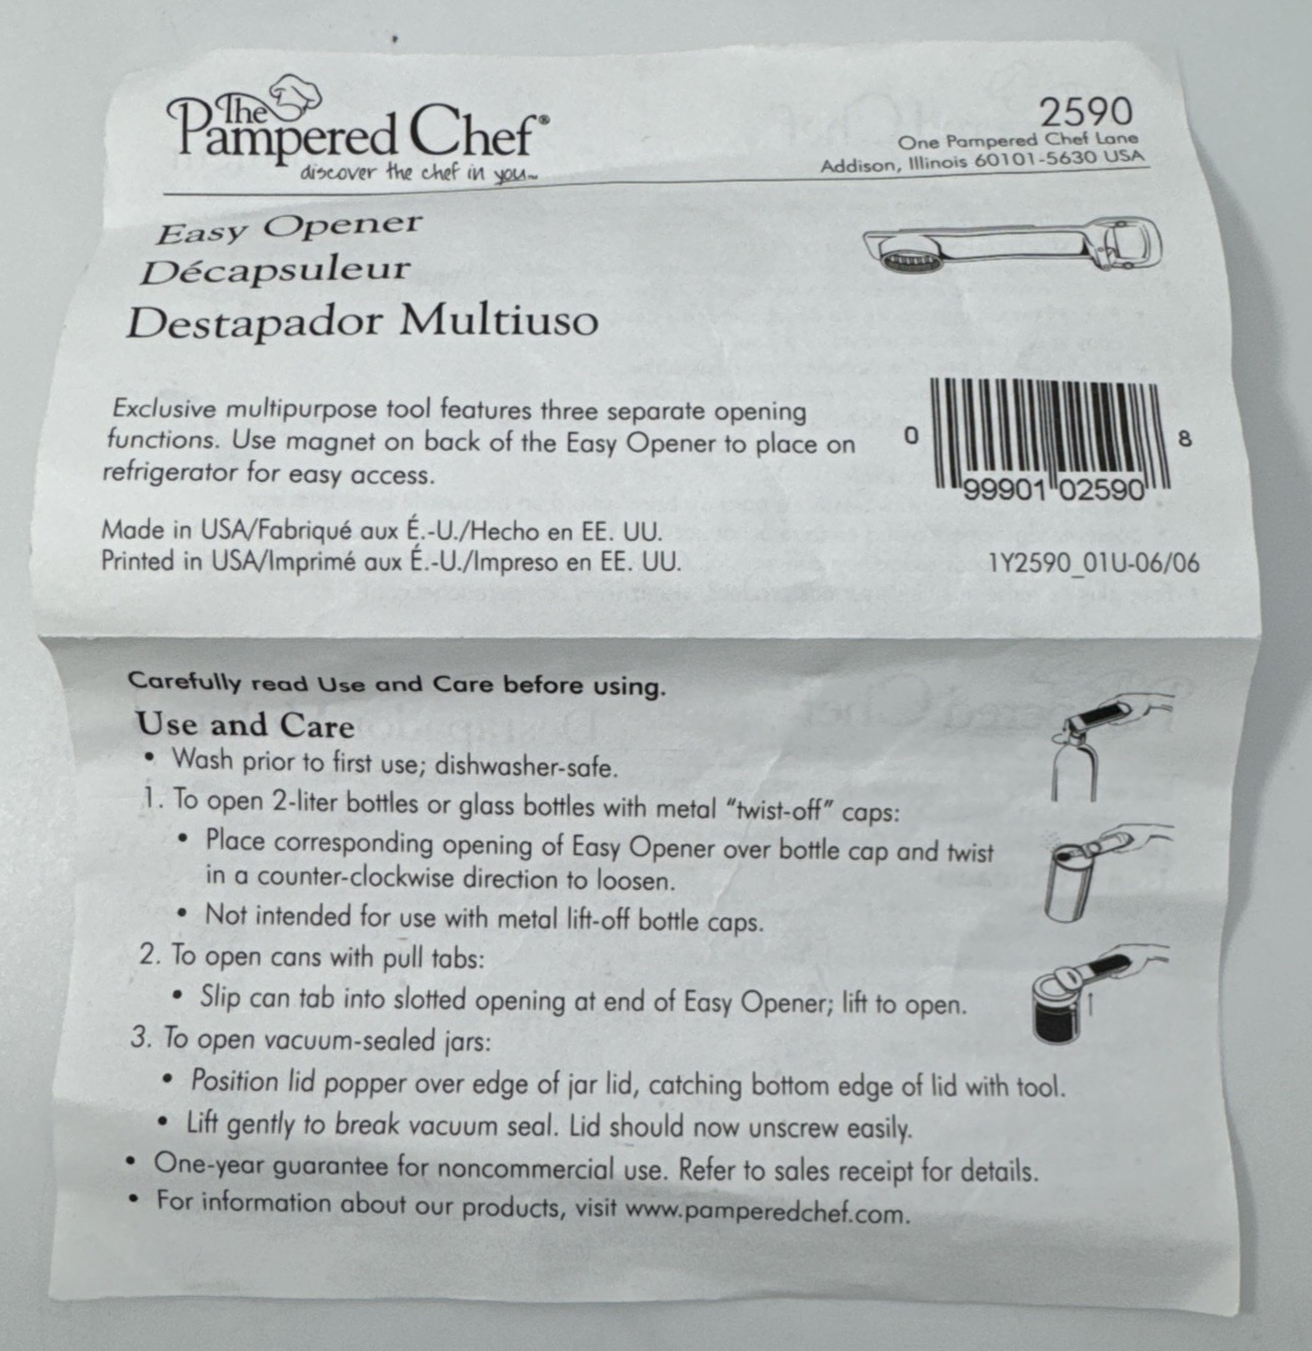 The
Pampered Chef®
discover the chef in you~
2590
One Pampered Chef Lane
Addison, Illinois 60101-5630 USA
Easy Opener
Décapsuleur
Destapador Multiuso
Exclusive multipurpose tool features three separate opening
functions. Use magnet on back of the Easy Opener to place on
refrigerator for easy access.
0 99901 02590 8
Made in USA/Fabriqué aux É.-U./Hecho en EE. UU.
Printed in USA/Imprimé aux É.-U./Impreso en EE. UU.
1Y2590_01U-06/06
Carefully read Use and Care before using.
Use and Care
• Wash prior to first use; dishwasher-safe.
1. To open 2-liter bottles or glass bottles with metal “twist-off” caps:
• Place corresponding opening of Easy Opener over bottle cap and twist
in a counter-clockwise direction to loosen.
• Not intended for use with metal lift-off bottle caps.
2. To open cans with pull tabs:
• Slip can tab into slotted opening at end of Easy Opener; lift to open.
3. To open vacuum-sealed jars:
• Position lid popper over edge of jar lid, catching bottom edge of lid with tool.
• Lift gently to break vacuum seal. Lid should now unscrew easily.
• One-year guarantee for noncommercial use. Refer to sales receipt for details.
• For information about our products, visit www.pamperedchef.com.